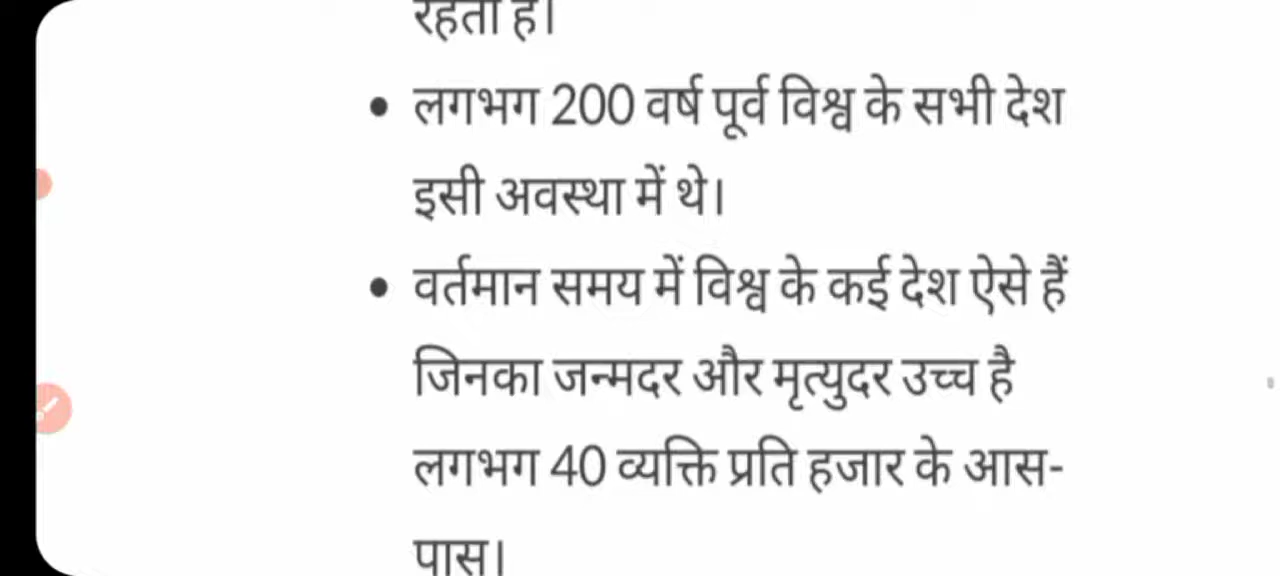 रहता है।
• लगभग 200 वर्ष पूर्व विश्व के सभी देश
इसी अवस्था में थे।
• वर्तमान समय में विश्व के कई देश ऐसे हैं
जिनका जन्मदर और मृत्युदर उच्च है
लगभग 40 व्यक्ति प्रति हजार के आस-
पास।